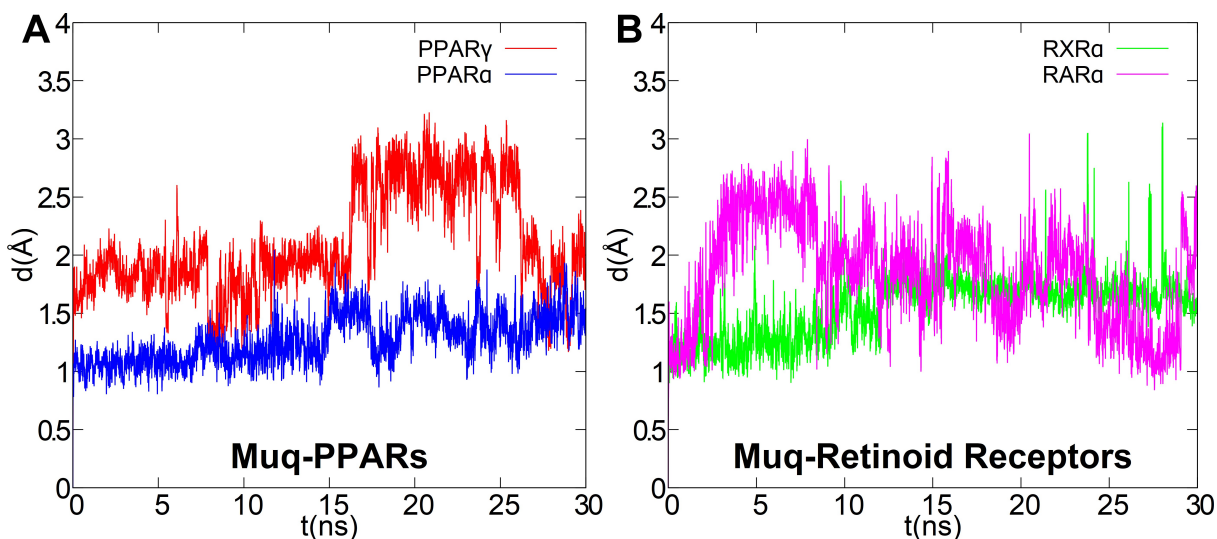 A
PPARγ
PPARα
4
3.5
3
2.5
2
1.5
1
0.5
0
d(Å)
Muq-PPARs
0 5 10 15 20 25 30
t(ns)
B
RXRα
RARα
4
3.5
3
2.5
2
1.5
1
0.5
0
d(Å)
Muq-Retinoid Receptors
0 5 10 15 20 25 30
t(ns)